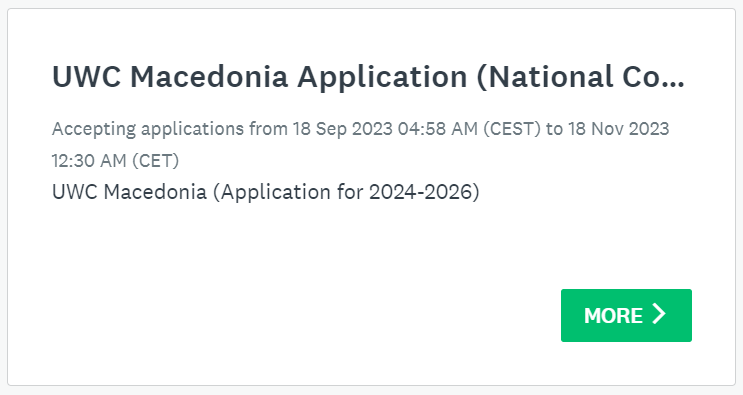 UWC Macedonia Application (National Co...
Accepting applications from 18 Sep 2023 04:58 AM (CEST) to 18 Nov 2023
12:30 AM (CET)
UWC Macedonia (Application for 2024-2026)
MORE